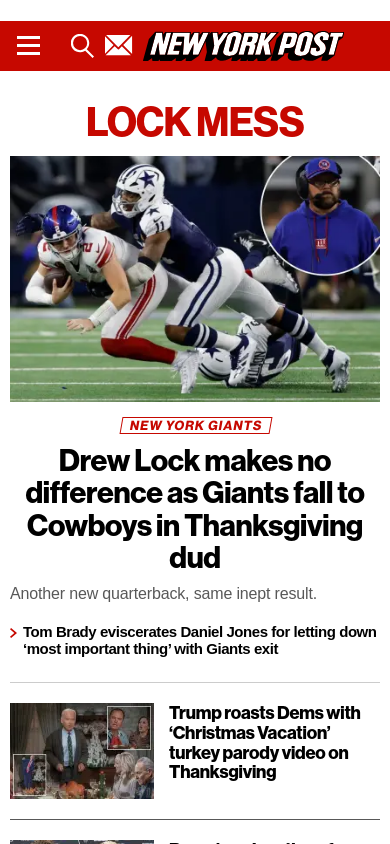 NEW YORK POST
LOCK MESS
NEW YORK GIANTS
Drew Lock makes no
difference as Giants fall to
Cowboys in Thanksgiving
dud
Another new quarterback, same inept result.
Tom Brady eviscerates Daniel Jones for letting down
‘most important thing’ with Giants exit
Trump roasts Dems with
‘Christmas Vacation’
turkey parody video on
Thanksgiving